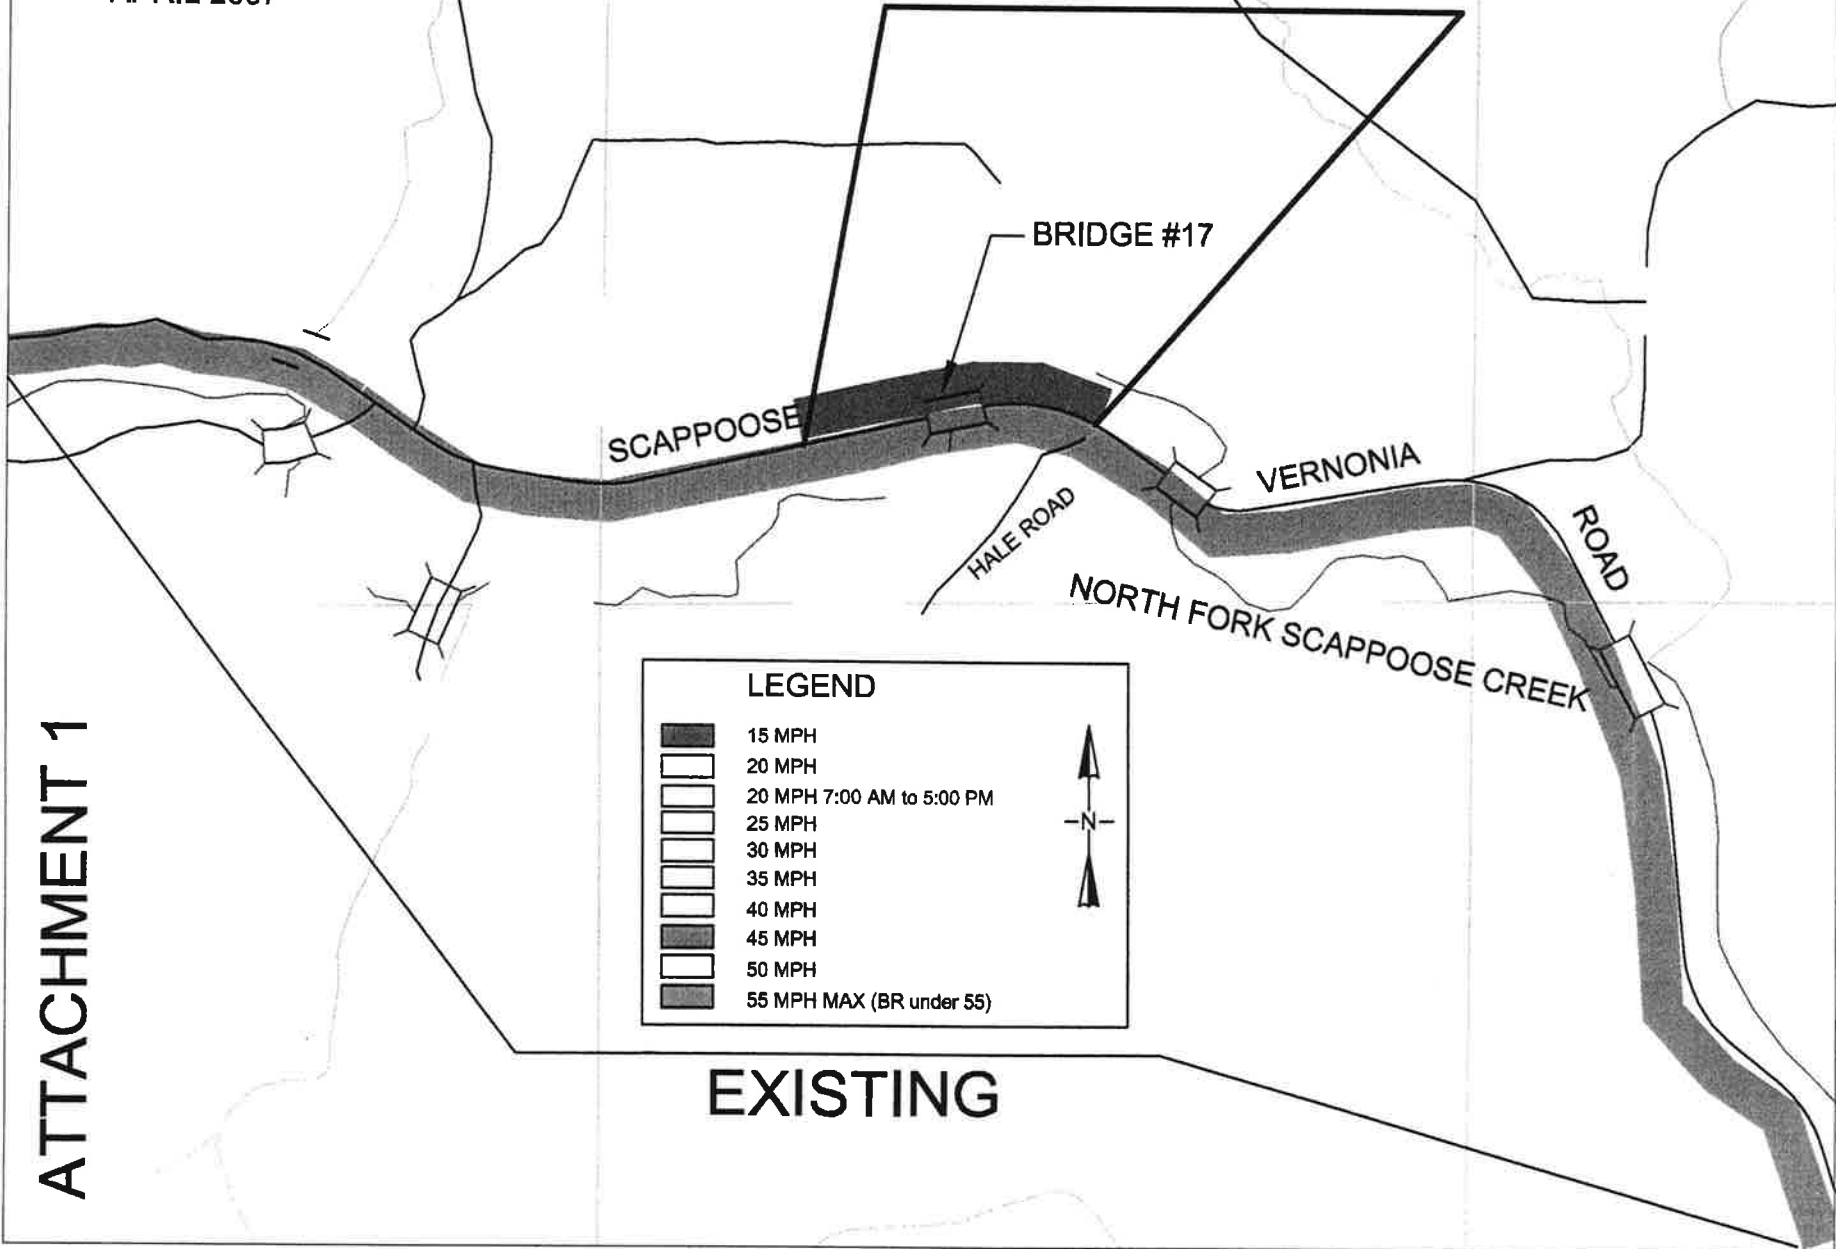 BRIDGE #17
SCAPPOOSE
VERNONIA
ROAD
HALE ROAD
NORTH FORK SCAPPOOSE CREEK
LEGEND
15 MPH
20 MPH
20 MPH 7:00 AM to 5:00 PM
25 MPH
30 MPH
35 MPH
40 MPH
45 MPH
50 MPH
55 MPH MAX (BR under 55)
-N-
EXISTING
ATTACHMENT 1